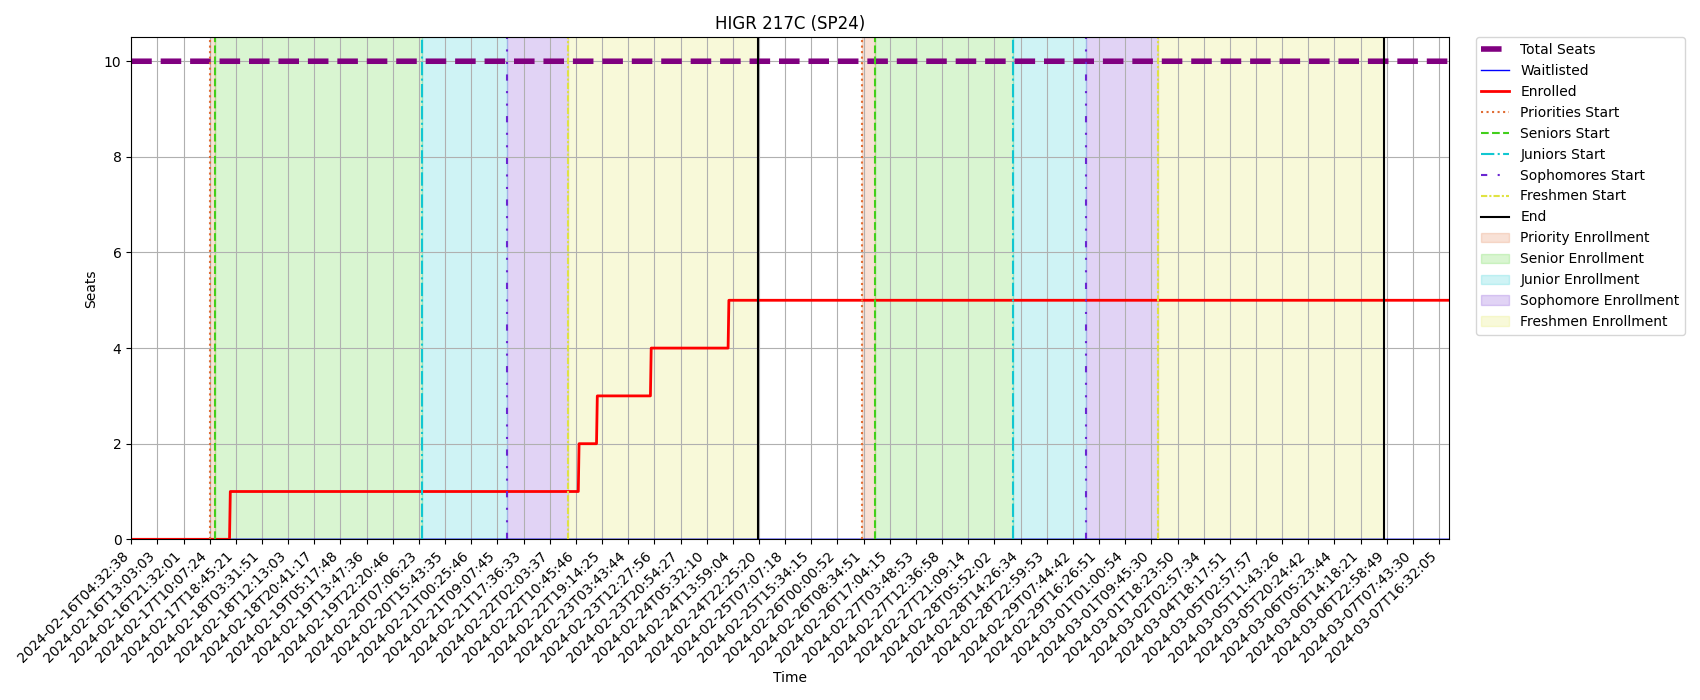 HIGR 217C (SP24)
Seats
10
8
6
4
2
0
2024-02-16T04:32:38
2024-02-16T13:03:03
2024-02-16T21:32:01
2024-02-17T10:07:24
2024-02-17T18:45:21
2024-02-18T03:31:51
2024-02-18T12:13:03
2024-02-18T20:41:17
2024-02-19T05:17:48
2024-02-19T13:47:36
2024-02-19T22:20:46
2024-02-20T07:06:23
2024-02-20T15:43:35
2024-02-21T00:25:46
2024-02-21T09:07:45
2024-02-21T17:36:33
2024-02-22T02:03:37
2024-02-22T10:45:46
2024-02-22T19:14:25
2024-02-23T03:43:44
2024-02-23T12:27:56
2024-02-23T20:54:27
2024-02-24T05:32:10
2024-02-24T13:59:04
2024-02-24T22:25:20
2024-02-25T07:07:18
2024-02-25T15:34:15
2024-02-26T00:00:52
2024-02-26T08:34:51
2024-02-26T17:04:15
2024-02-27T03:48:53
2024-02-27T12:36:58
2024-02-27T21:09:14
2024-02-28T05:52:02
2024-02-28T14:26:34
2024-02-28T22:59:53
2024-02-29T07:44:42
2024-02-29T16:26:51
2024-03-01T01:00:54
2024-03-01T09:45:30
2024-03-01T18:23:50
2024-03-02T02:57:34
2024-03-04T18:17:51
2024-03-05T02:57:57
2024-03-05T11:43:26
2024-03-05T20:24:42
2024-03-06T05:23:44
2024-03-06T14:18:21
2024-03-06T22:58:49
2024-03-07T07:43:30
2024-03-07T16:32:05
Time
Total Seats
Waitlisted
Enrolled
Priorities Start
Seniors Start
Juniors Start
Sophomores Start
Freshmen Start
End
Priority Enrollment
Senior Enrollment
Junior Enrollment
Sophomore Enrollment
Freshmen Enrollment